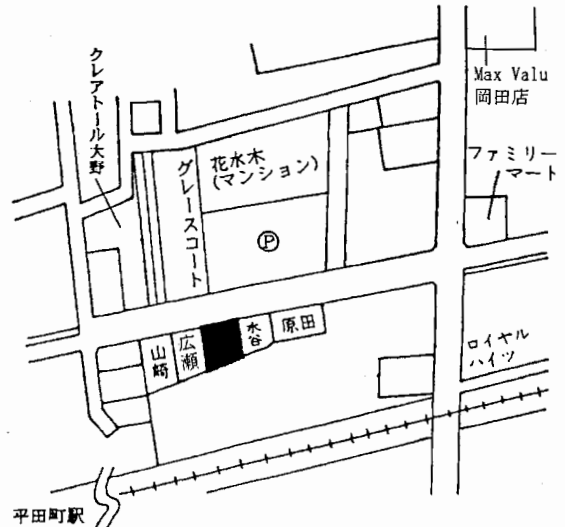 Max Valu
岡田店
クレアトール大野
花水木
(マンション)
グレースコート
ファミリー
マート
P
山崎
広瀬
水谷
原田
ロイヤル
ハイツ
平田町駅